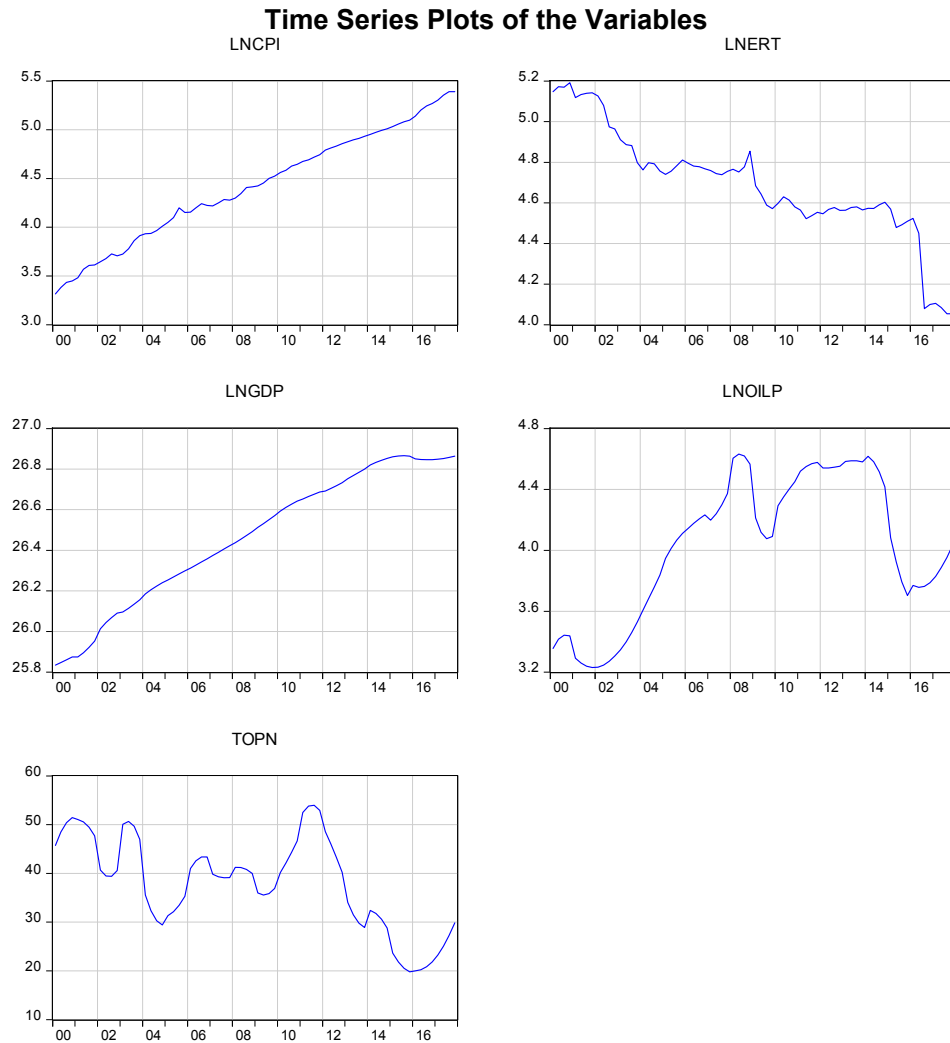 Time Series Plots of the Variables
LNCPI
5.5
5.0
4.5
4.0
3.5
3.0
00 02 04 06 08 10 12 14 16
LNERT
5.2
5.0
4.8
4.6
4.4
4.2
4.0
00 02 04 06 08 10 12 14 16
LNGDP
27.0
26.8
26.6
26.4
26.2
26.0
25.8
00 02 04 06 08 10 12 14 16
LNOILP
4.8
4.4
4.0
3.6
3.2
00 02 04 06 08 10 12 14 16
TOPN
60
50
40
30
20
10
00 02 04 06 08 10 12 14 16